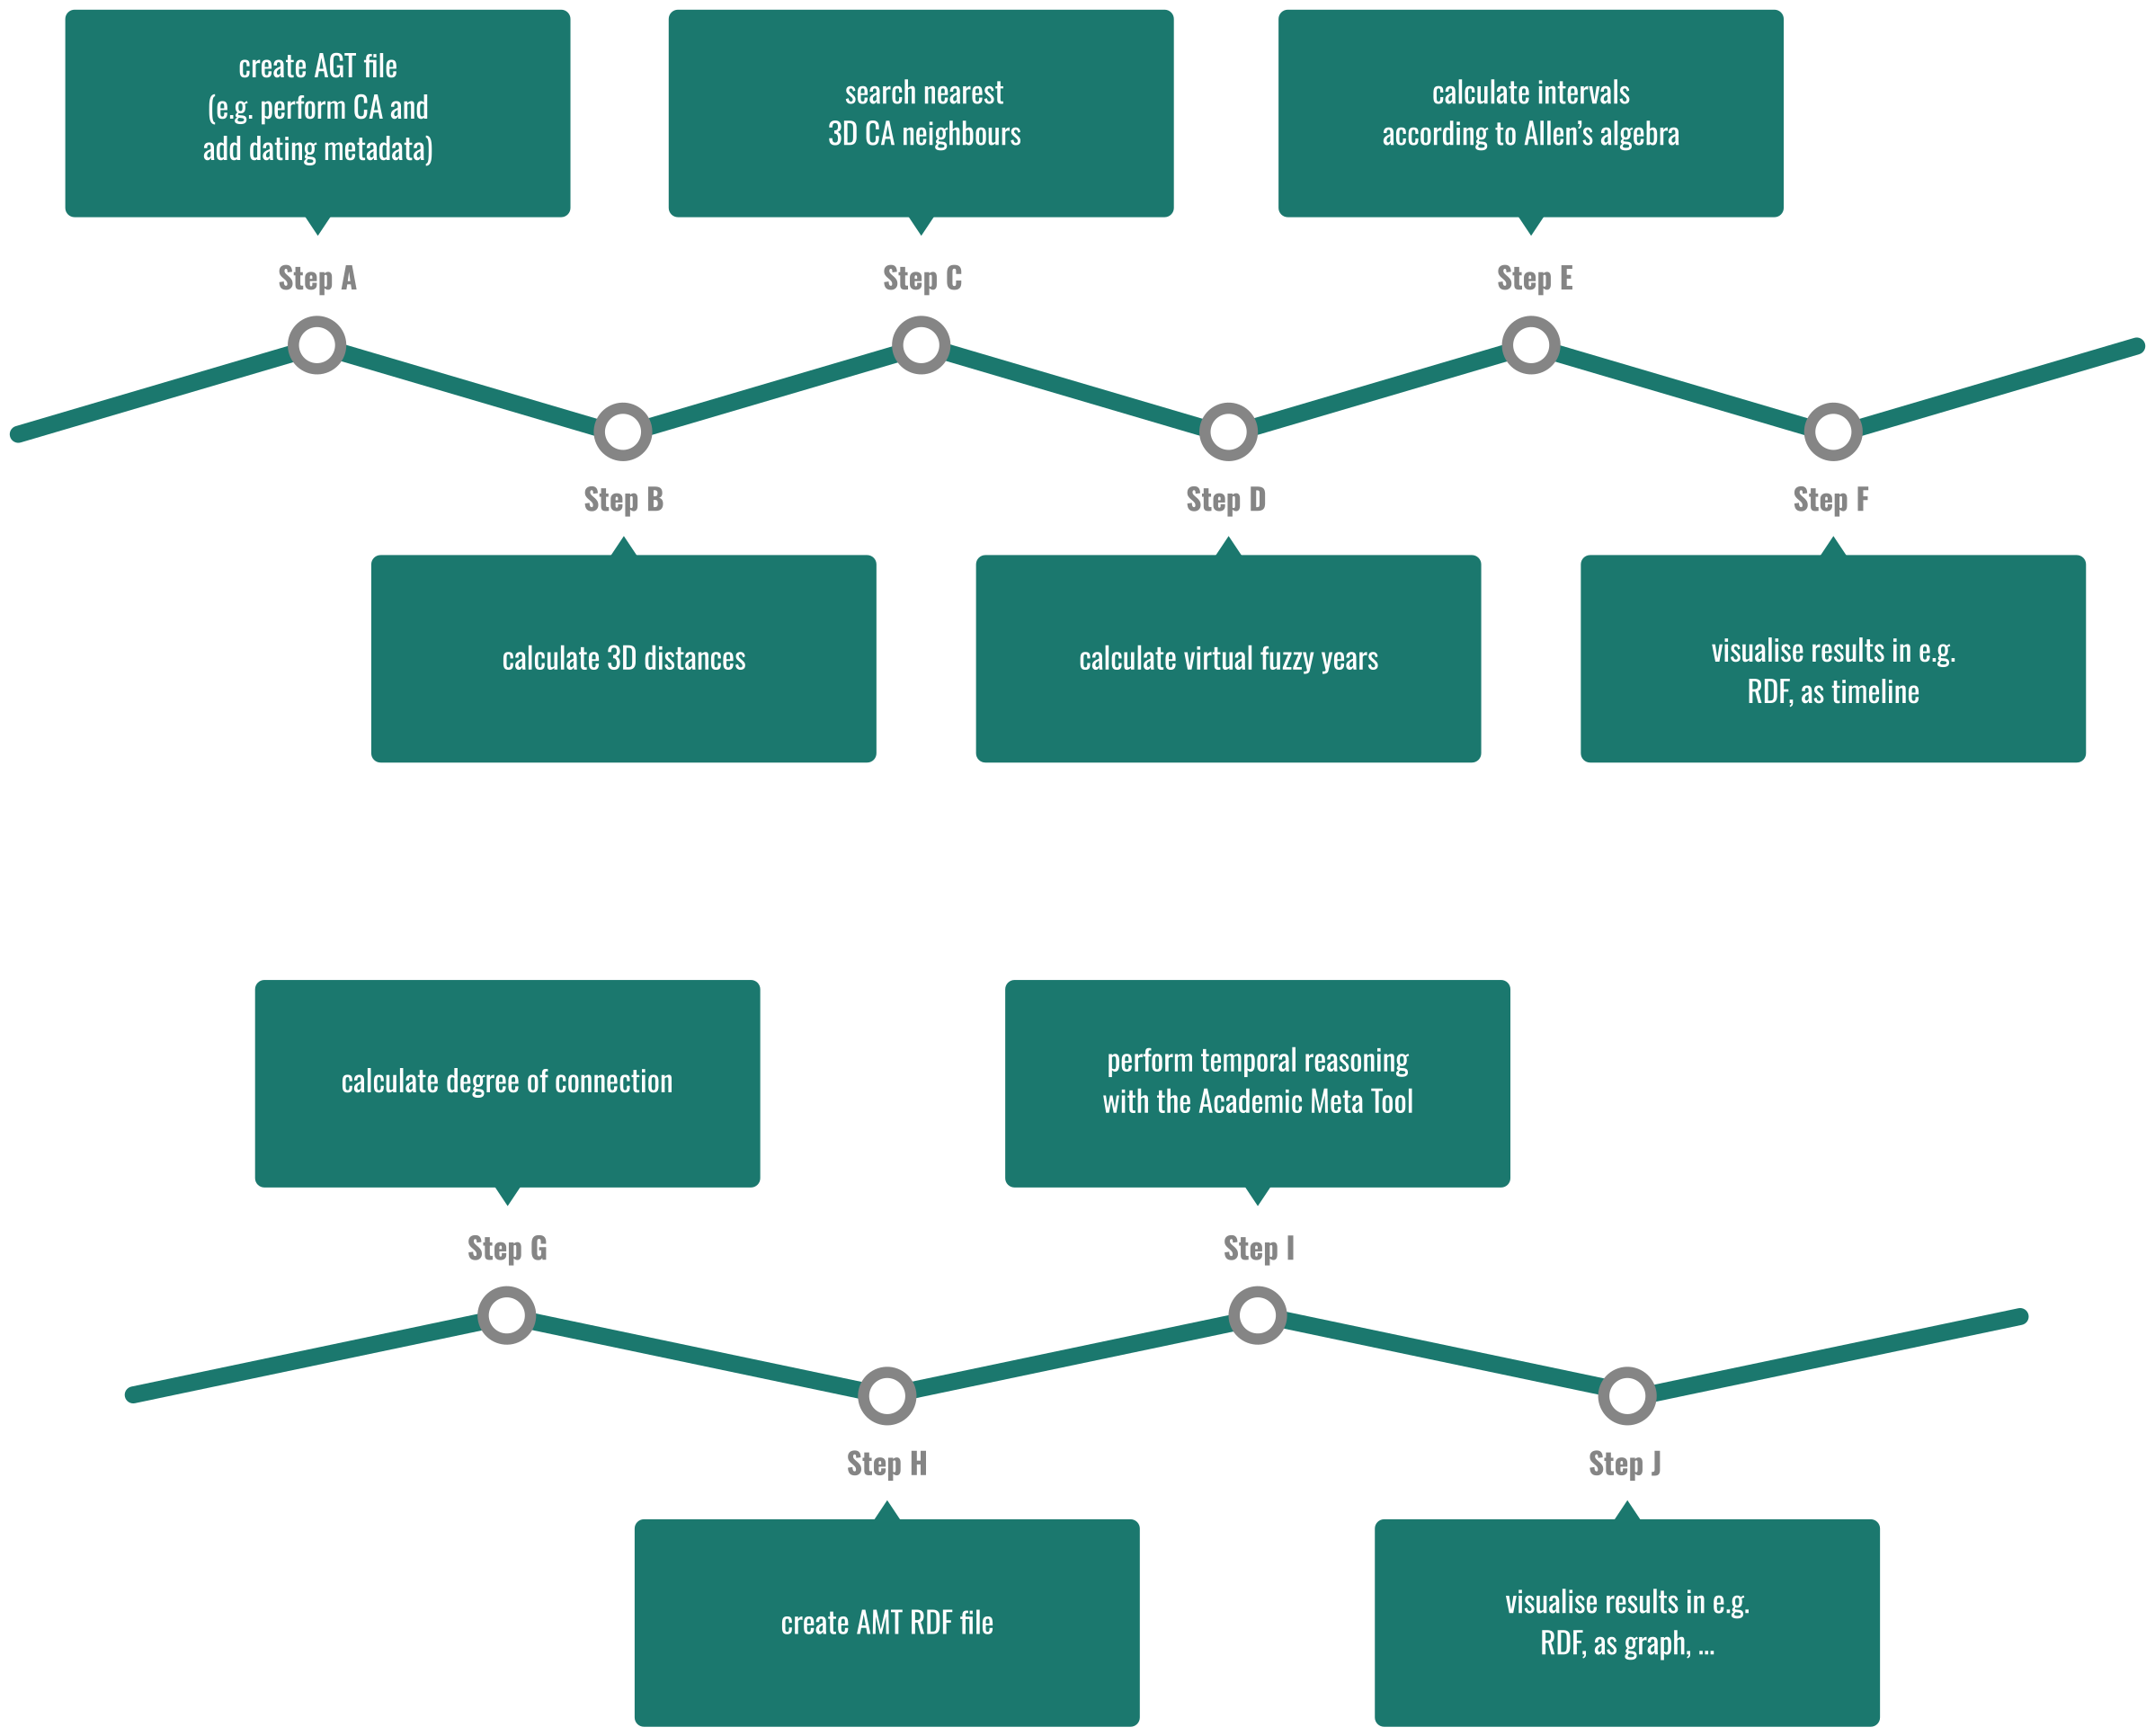 create AGT file
(e.g. perform CA and
add dating metadata)
Step A
calculate 3D distances
Step B
search nearest
3D CA neighbours
Step C
calculate virtual fuzzy years
Step D
calculate intervals
according to Allen’s algebra
Step E
visualise results in e.g.
RDF, as timeline
Step F
calculate degree of connection
Step G
create AMT RDF file
Step H
perform temporal reasoning
with the Academic Meta Tool
Step I
visualise results in e.g.
RDF, as graph, ...
Step J